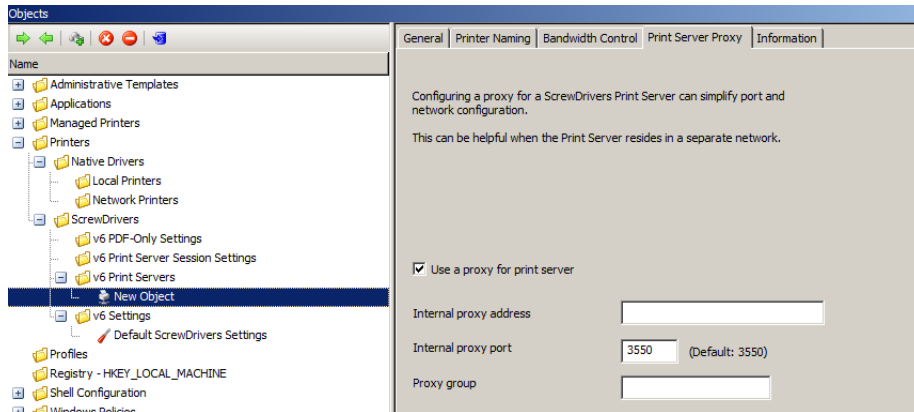 Objects
Name
Administrative Templates
Applications
Managed Printers
Printers
Native Drivers
Local Printers
Network Printers
ScrewDrivers
v6 PDF-Only Settings
v6 Print Server Session Settings
v6 Print Servers
New Object
v6 Settings
Default ScrewDrivers Settings
Profiles
Registry - HKEY_LOCAL_MACHINE
Shell Configuration
Windows Policies
General Printer Naming Bandwidth Control Print Server Proxy Information
Configuring a proxy for a ScrewDrivers Print Server can simplify port and
network configuration.
This can be helpful when the Print Server resides in a separate network.
Use a proxy for print server
Internal proxy address
Internal proxy port 3550 (Default: 3550)
Proxy group